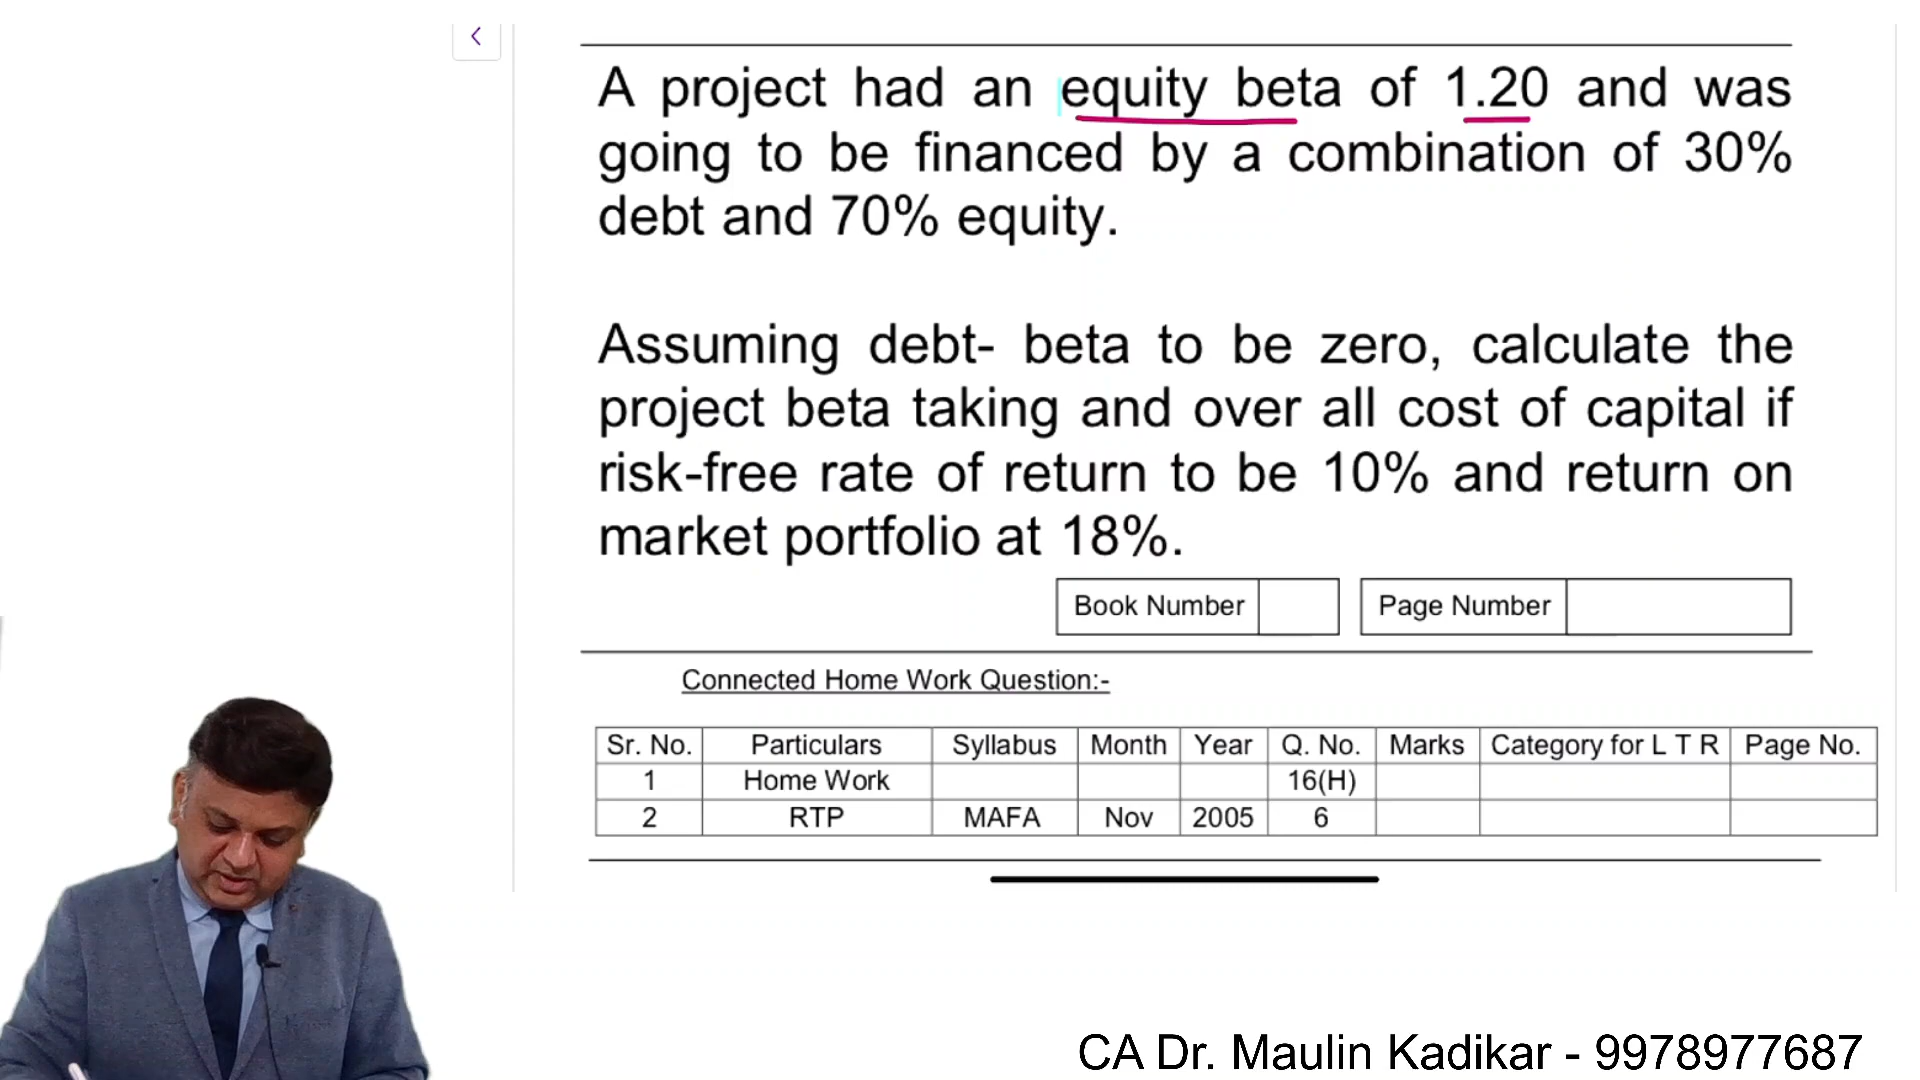 A project had an equity beta of 1.20 and was
going to be financed by a combination of 30%
debt and 70% equity.
Assuming debt- beta to be zero, calculate the
project beta taking and over all cost of capital if
risk-free rate of return to be 10% and return on
market portfolio at 18%.
Book Number Page Number
Connected Home Work Question:-
Sr. No. Particulars Syllabus Month Year Q. No. Marks Category for L T R Page No.
1 Home Work 16(H)
2 RTP MAFA Nov 2005 6
CA Dr. Maulin Kadikar - 9978977687